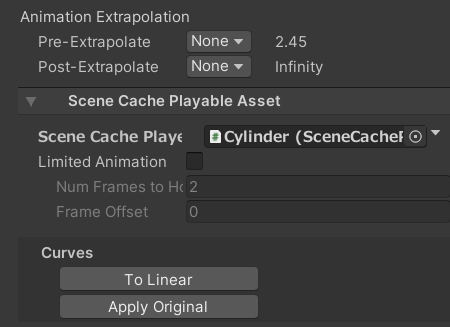 Animation Extrapolation
Pre-Extrapolate None 2.45
Post-Extrapolate None Infinity
Scene Cache Playable Asset
Scene Cache Playe Cylinder (SceneCacheP
Limited Animation
Num Frames to Ho 2
Frame Offset 0
Curves
To Linear
Apply Original